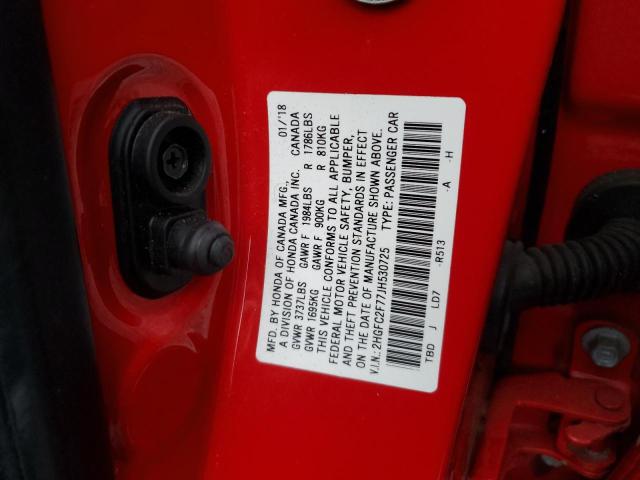 MFD. BY HONDA OF CANADA MFG., 01/'18
A DIVISION OF HONDA CANADA INC. CANADA
GVWR 3737LBS GAWR F 1984LBS R 1786LBS
GVWR 1695KG GAWR F 900KG R 810KG
THIS VEHICLE CONFORMS TO ALL APPLICABLE
FEDERAL MOTOR VEHICLE SAFETY, BUMPER,
AND THEFT PREVENTION STANDARDS IN EFFECT
ON THE DATE OF MANUFACTURE SHOWN ABOVE.
V.I.N.: 2HGFC2F77JH530725 TYPE: PASSENGER CAR
TBD J LD7 -R513 -A -H